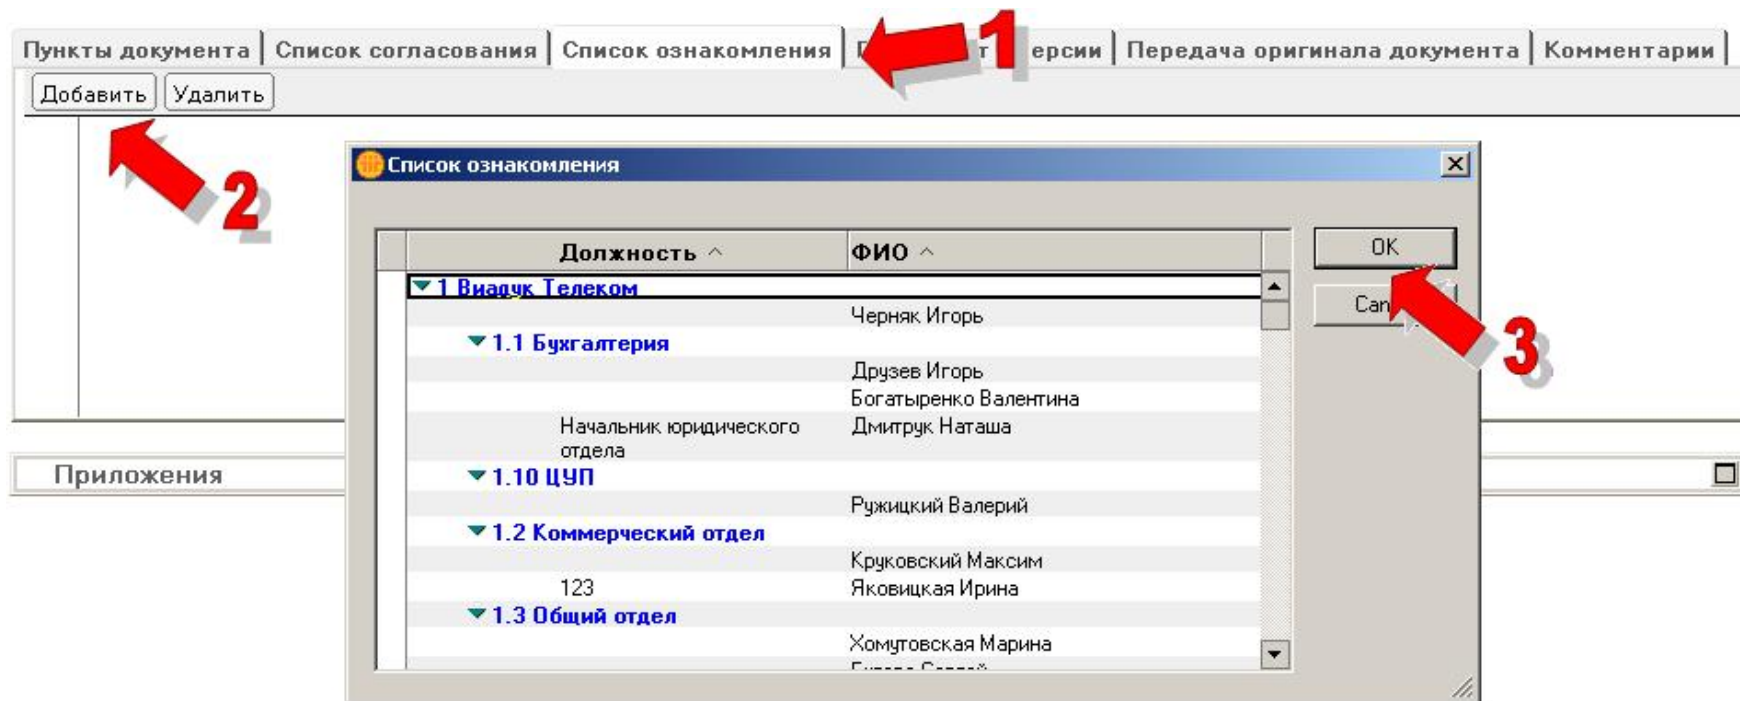 1
Пункты документа Список согласования Список ознакомления ерсии Передача оригинала документа Комментарии
Добавить Удалить
2
Список ознакомления
Должность ФИО OK
1 Виадук Телеком
Черняк Игорь
3
1.1 Бухгалтерия
Друзев Игорь
Богатыренко Валентина
Начальник юридического Дмитрук Наташа
отдела
Приложения
1.10 ЦУП
Ружицкий Валерий
1.2 Коммерческий отдел
Круковский Максим
123 Яковицкая Ирина
1.3 Общий отдел
Хомутовская Марина